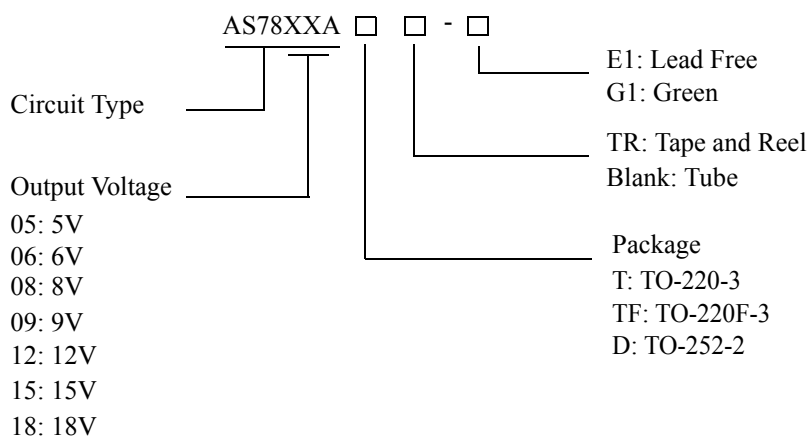 AS78XXA □ □ - □
Circuit Type
Output Voltage
05: 5V
06: 6V
08: 8V
09: 9V
12: 12V
15: 15V
18: 18V
E1: Lead Free
G1: Green
TR: Tape and Reel
Blank: Tube
Package
T: TO-220-3
TF: TO-220F-3
D: TO-252-2